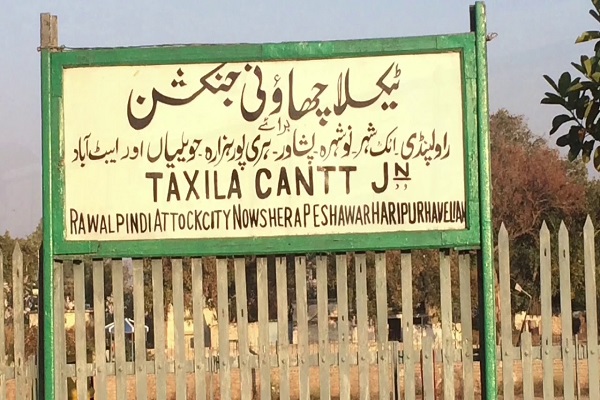 ٹیکسلا چھاؤنی جنکشن
برائے
راولپنڈی۔اٹک شہر۔نوشہرہ۔پشاور۔ہری پور ہزارہ۔حویلیاں اور ایبٹ آباد
TAXILA CANTT JN
RAWALPINDI ATTOCKCITY NOWSHERA PESHAWAR HARIPUR HAVELIAN